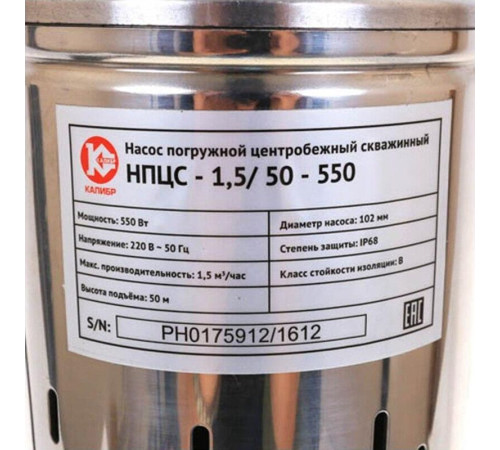 Насос погружной центробежный скважинный
НПЦС - 1,5/ 50 - 550
КАЛИБР
Мощность: 550 Вт
Напряжение: 220 В ~ 50 Гц
Макс. производительность: 1,5 м³/час
Высота подъёма: 50 м
Диаметр насоса: 102 мм
Степень защиты: IP68
Класс стойкости изоляции: В
S/N: PH0175912/1612
EAC